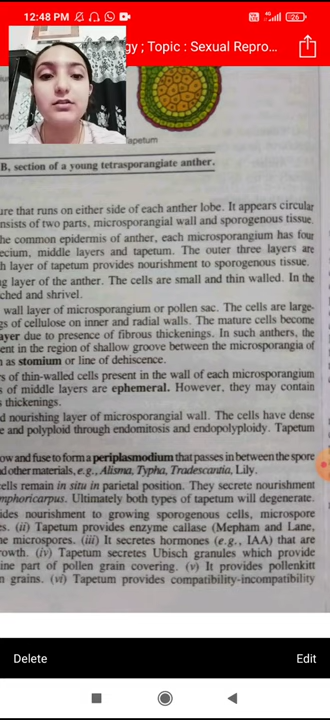 12:48 PM
4G
26
gy ; Topic : Sexual Repro...
Tapetum
B, section of a young tetrasporangiate anther.
ure that runs on either side of each anther lobe. It appears circular
nsists of two parts, microsporangial wall and sporogenous tissue.
he common epidermis of anther, each microsporangium has four
ecium, middle layers and tapetum. The outer three layers are
h layer of tapetum provides nourishment to sporogenous tissue.
ng layer of the anther. The cells are small and thin walled. In the
ched and shrivel.
wall layer of microsporangium or pollen sac. The cells are large-
gs of cellulose on inner and radial walls. The mature cells become
ayer due to presence of fibrous thickenings. In such anthers, the
ent in the region of shallow groove between the microsporangia of
n as stomium or line of dehiscence.
rs of thin-walled cells present in the wall of each microsporangium
s of middle layers are ephemeral. However, they may contain
s thickenings.
d nourishing layer of microsporangial wall. The cells have dense
e and polyploid through endomitosis and endopolyploidy. Tapetum
ow and fuse to form a periplasmodium that passes in between the spore
nd other materials, e.g., Alisma, Typha, Tradescantia, Lily.
cells remain in situ in parietal position. They secrete nourishment
mphoricarpus. Ultimately both types of tapetum will degenerate.
ides nourishment to growing sporogenous cells, microspore
es. (ii) Tapetum provides enzyme callase (Mepham and Lane,
he microspores. (iii) It secretes hormones (e.g., IAA) that are
rowth. (iv) Tapetum secretes Ubisch granules which provide
ine part of pollen grain covering. (v) It provides pollenkitt
n grains. (vi) Tapetum provides compatibility-incompatibility
Delete
Edit